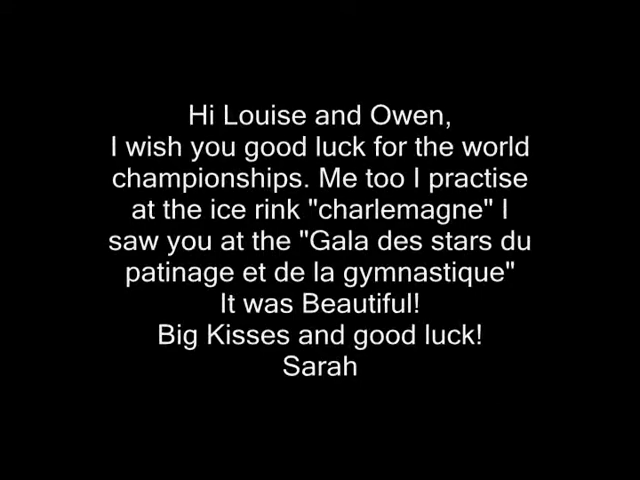 Hi Louise and Owen,
I wish you good luck for the world
championships. Me too I practise
at the ice rink "charlemagne" I
saw you at the "Gala des stars du
patinage et de la gymnastique"
It was Beautiful!
Big Kisses and good luck!
Sarah